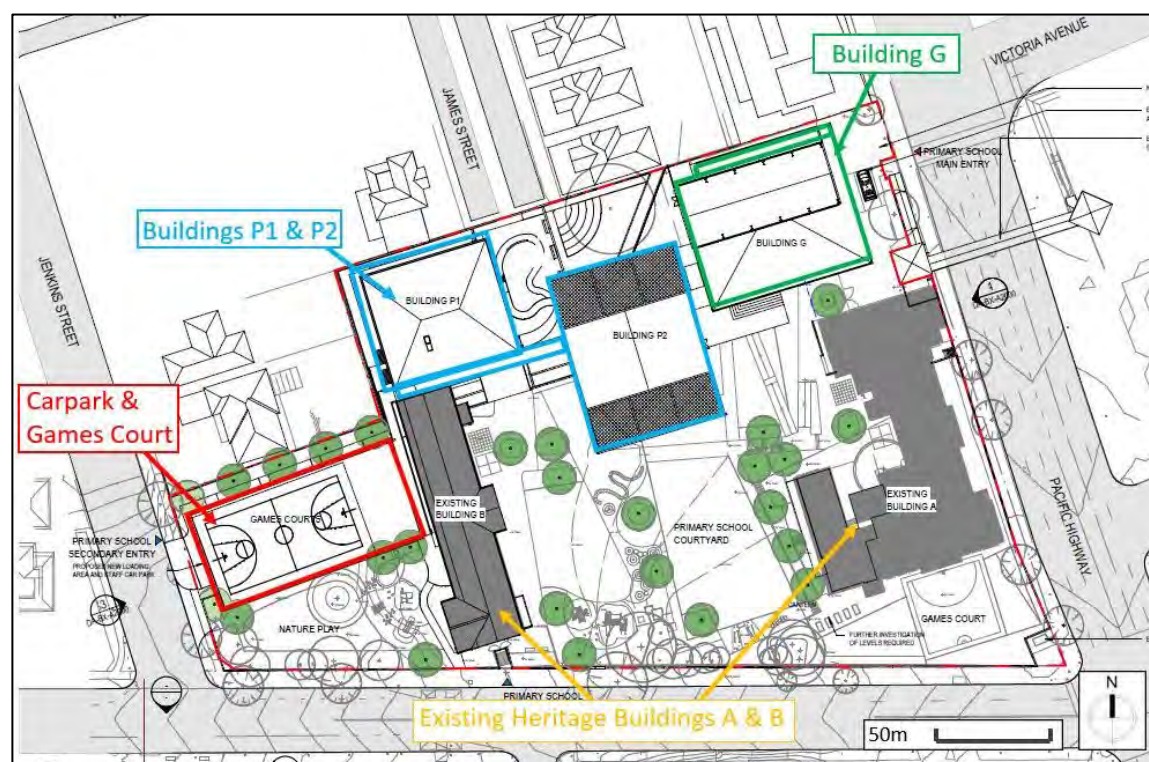 Building G
VICTORIA AVENUE
JAMES STREET
PRIMARY SCHOOL
MAIN ENTRY
Buildings P1 & P2
BUILDING G
JENKINS STREET
BUILDING P1
BUILDING P2
4
Carpark &
Games Court
GAMES COURTS
EXISTING
BUILDING B
PRIMARY SCHOOL
COURTYARD
EXISTING
BUILDING A
PACIFIC HIGHWAY
PRIMARY SCHOOL
SECONDARY ENTRY
PROPOSED NEW LOADING
AREA AND STAFF CAR PARK
NATURE PLAY
CANTEEN
GAMES COURT
FURTHER INVESTIGATION
OF LEVELS REQUIRED
PRIMARY SCHOOL
Existing Heritage Buildings A & B
50m
N